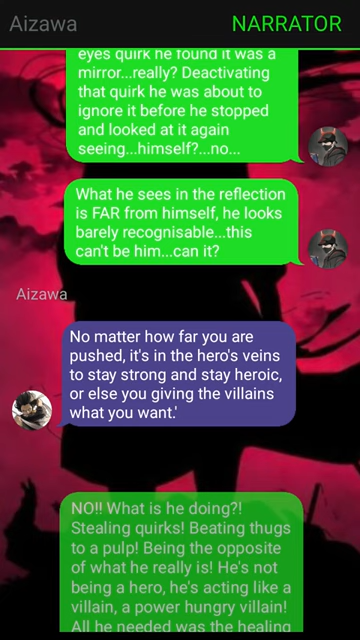 Aizawa
NARRATOR
eyes quirk he found it was a
mirror...really? Deactivating
that quirk he was about to
ignore it before he stopped
and looked at it again
seeing...himself?...no...
What he sees in the reflection
is FAR from himself, he looks
barely recognisable...this
can't be him...can it?
Aizawa
No matter how far you are
pushed, it's in the hero's veins
to stay strong and stay heroic,
or else you giving the villains
what you want.'
NO!! What is he doing?!
Stealing quirks! Beating thugs
to a pulp! Being the opposite
of what he really is! He's not
being a hero, he's acting like a
villain, a power hungry villain!
All he needed was the healing